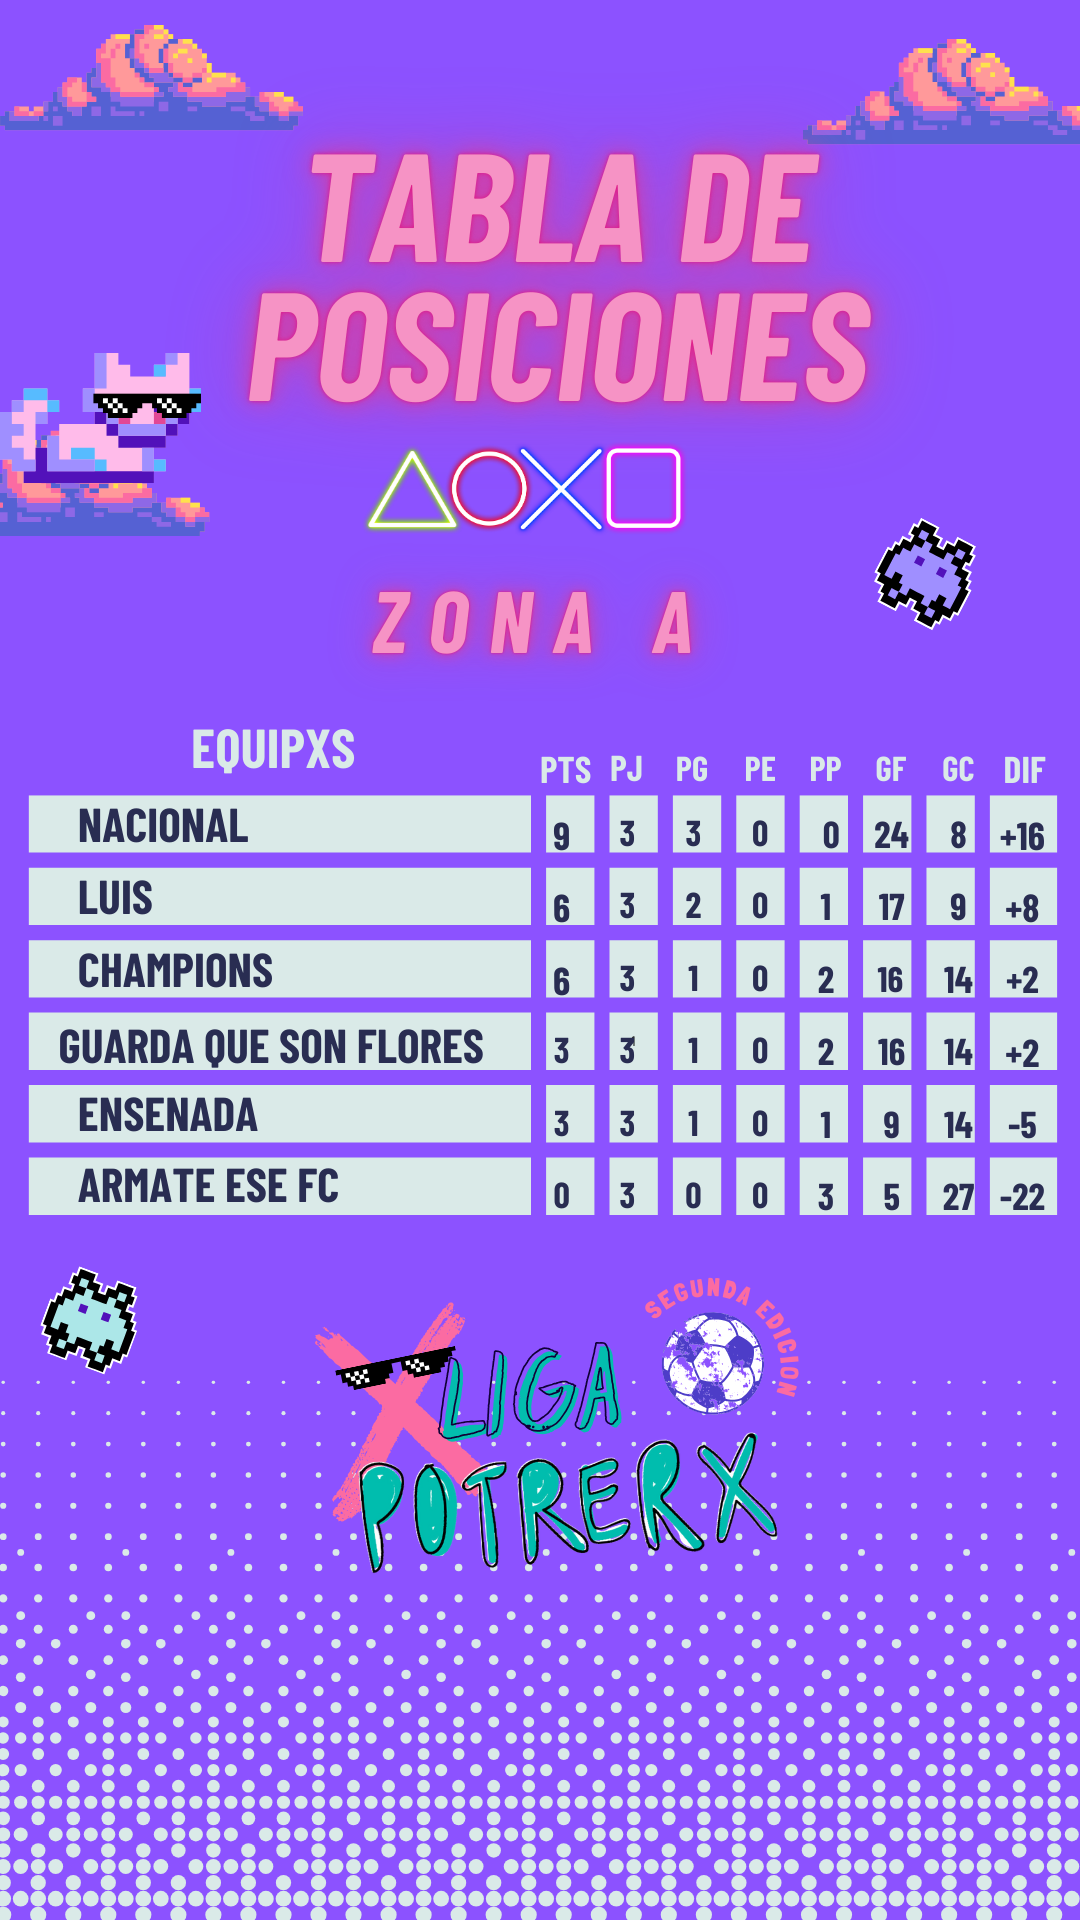 TABLA DE
POSICIONES
ZONA A
EQUIPXS PTS PJ PG PE PP GF GC DIF
NACIONAL 9 3 3 0 0 24 8 +16
LUIS 6 3 2 0 1 17 9 +8
CHAMPIONS 6 3 1 0 2 16 14 +2
GUARDA QUE SON FLORES 3 3 1 0 2 16 14 +2
ENSENADA 3 3 1 0 1 9 14 -5
ARMATE ESE FC 0 3 0 0 3 5 27 -22
SEGUNDA EDICION
X LIGA
POTRERX